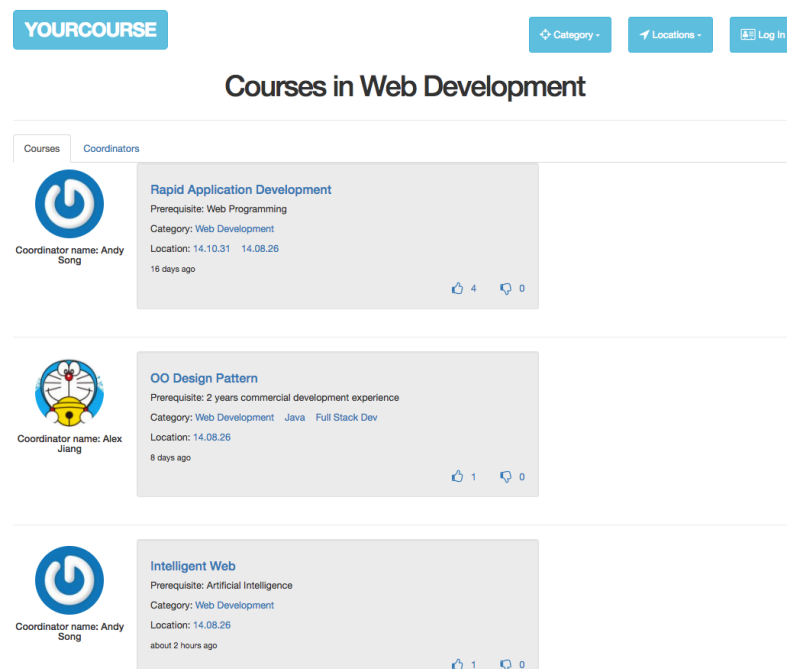 YOURCOURSE
Category
Locations
Log In
Courses in Web Development
Courses
Coordinators
Rapid Application Development
Prerequisite: Web Programming
Category: Web Development
Location: 14.10.31 14.08.26
16 days ago
4 0
Coordinator name: Andy
Song
OO Design Pattern
Prerequisite: 2 years commercial development experience
Category: Web Development Java Full Stack Dev
Location: 14.08.26
8 days ago
1 0
Coordinator name: Alex
Jiang
Intelligent Web
Prerequisite: Artificial Intelligence
Category: Web Development
Location: 14.08.26
about 2 hours ago
1 0
Coordinator name: Andy
Song